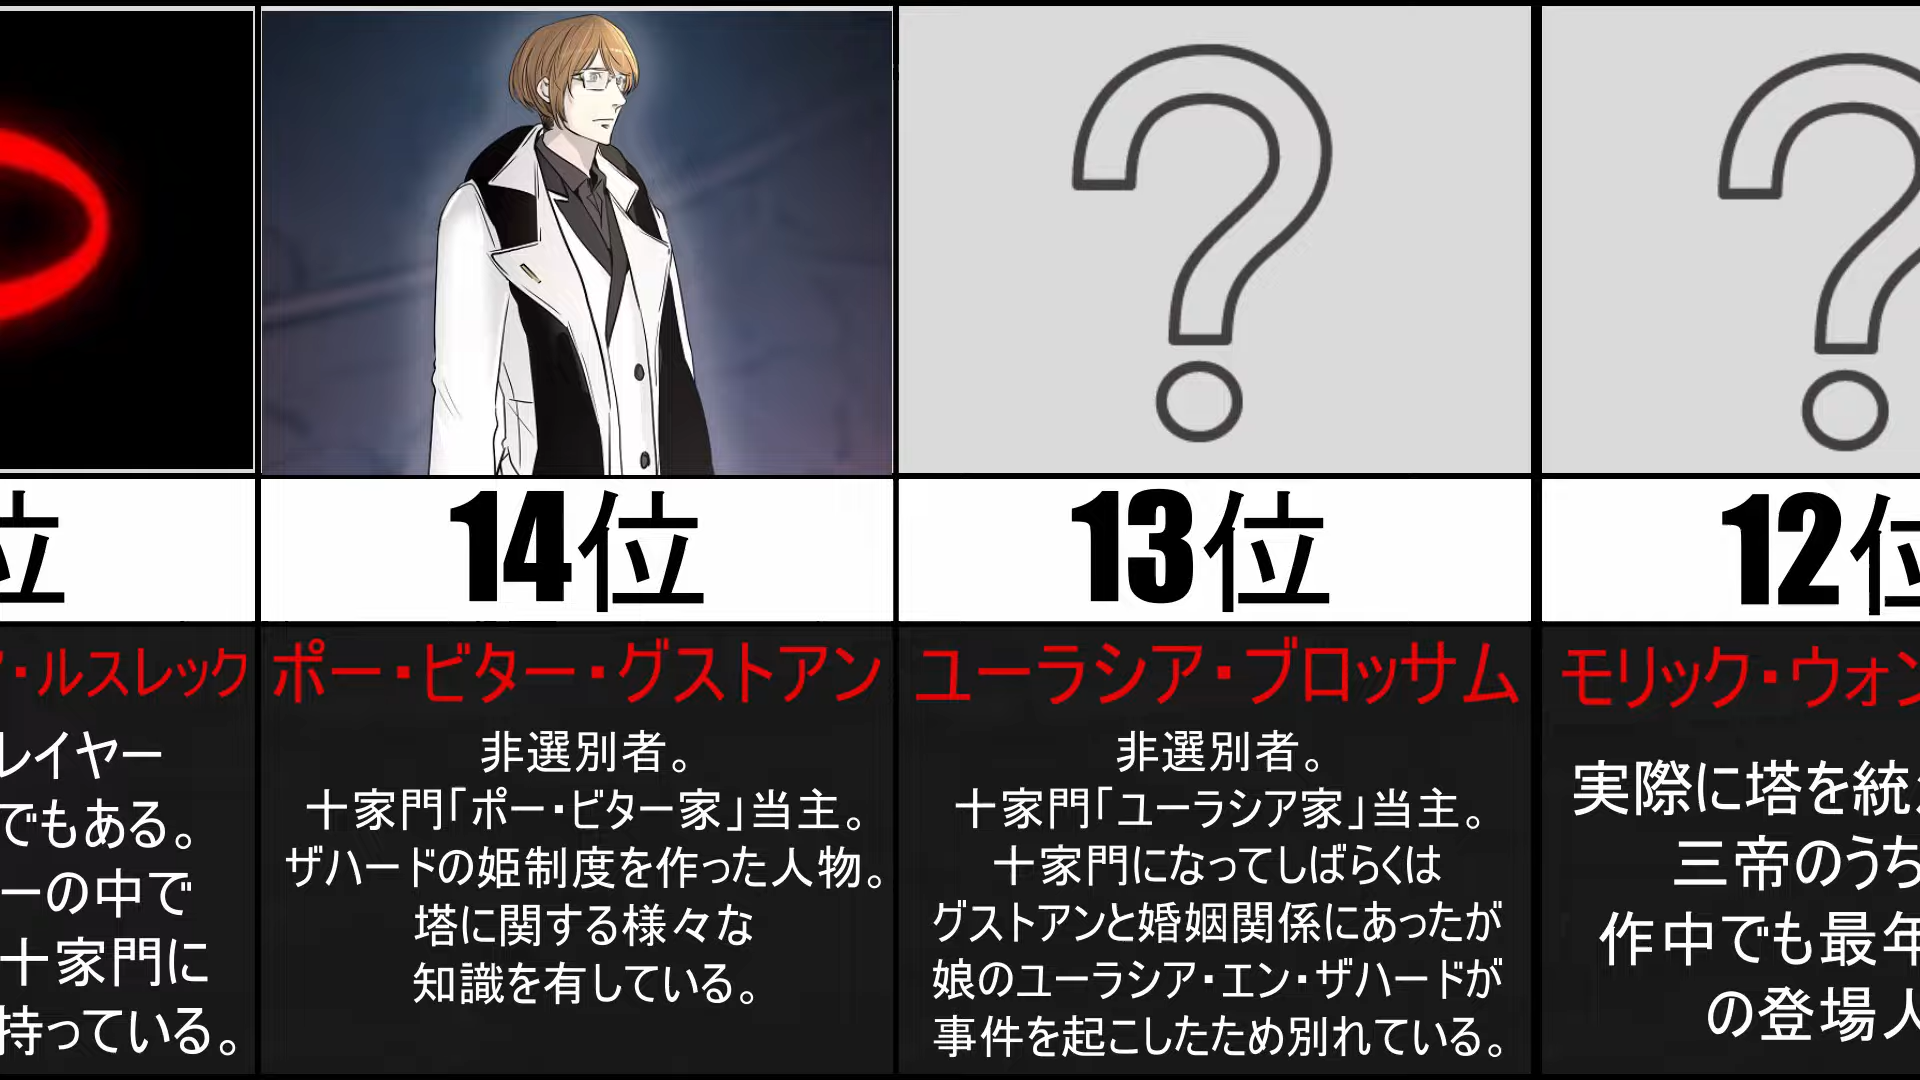 位
・ルスレック
レイヤー
でもある。
ーの中で
十家門に
持っている。
14位
ポー・ビター・グストアン
非選別者。
十家門「ポー・ビター家」当主。
ザハードの姫制度を作った人物。
塔に関する様々な
知識を有している。
13位
ユーラシア・ブロッサム
非選別者。
十家門「ユーラシア家」当主。
十家門になってしばらくは
グストアンと婚姻関係にあったが
娘のユーラシア・エン・ザハードが
事件を起こしたため別れている。
12位
モリック・ウォン
実際に塔を統
三帝のうち
作中でも最年
の登場人